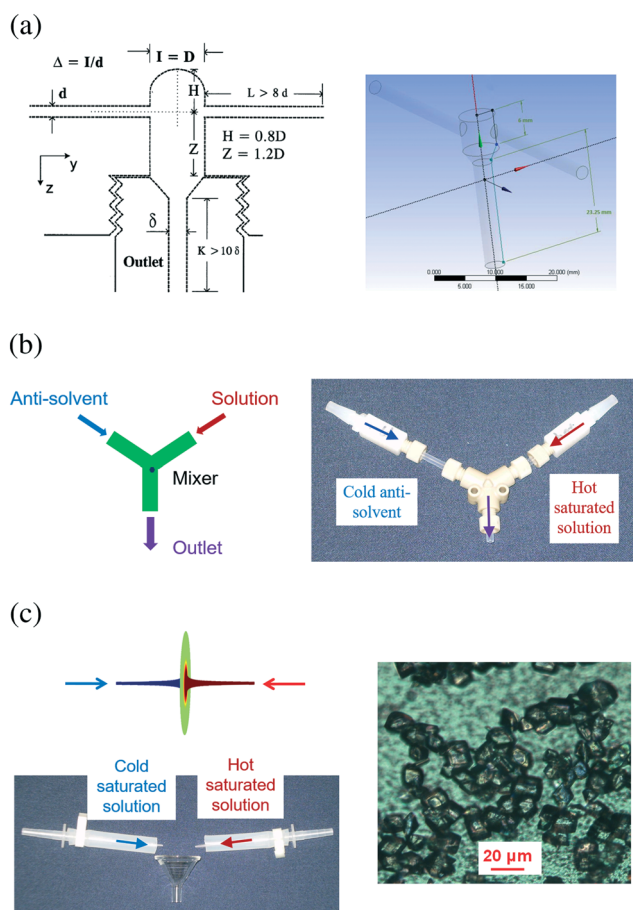 (a)
I = D
Δ = I/d
H
L > 8 d
d
Z
H = 0.8D
Z = 1.2D
y
z
δ
K > 10 δ
Outlet
6 mm
23.25 mm
0.000
10.000
20.000 (mm)
5.000
15.000
(b)
Anti-solvent
Solution
Mixer
Outlet
Cold anti-
solvent
Hot
saturated
solution
(c)
Cold
saturated
solution
Hot
saturated
solution
20 µm